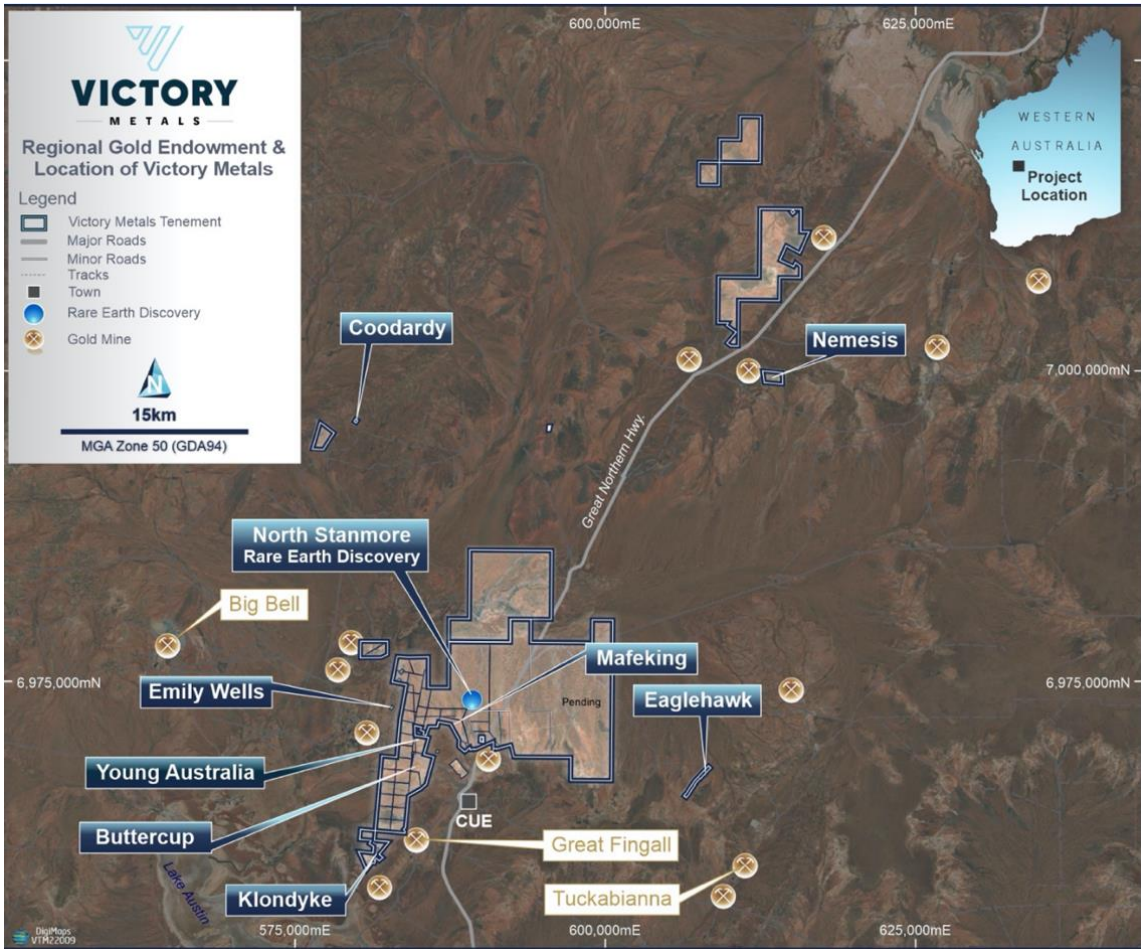 600,000mE
625,000mE
VICTORY
METALS
Regional Gold Endowment &
Location of Victory Metals
Legend
Victory Metals Tenement
Major Roads
Minor Roads
Tracks
Town
Rare Earth Discovery
Gold Mine
N
15km
MGA Zone 50 (GDA94)
WESTERN
AUSTRALIA
Project
Location
Coodardy
Nemesis
7,000,000mN
Great Northern Hwy.
North Stanmore
Rare Earth Discovery
Big Bell
Mafeking
6,975,000mN
6,975,000mN
Emily Wells
Pending
Eaglehawk
Young Australia
CUE
Buttercup
Great Fingall
Lake Austin
Klondyke
Tuckabianna
575,000mE
600,000mE
625,000mE
DigiMaps
VTM22009